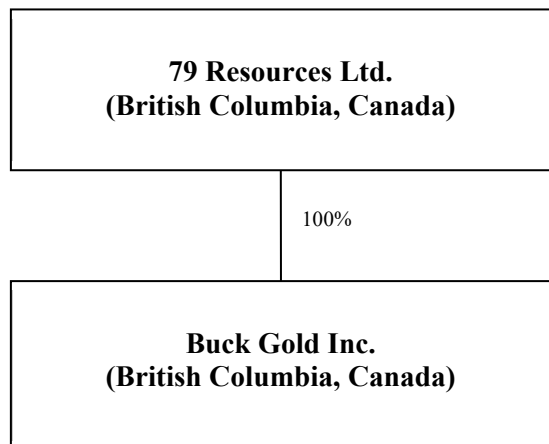 79 Resources Ltd.
(British Columbia, Canada)
100%
Buck Gold Inc.
(British Columbia, Canada)